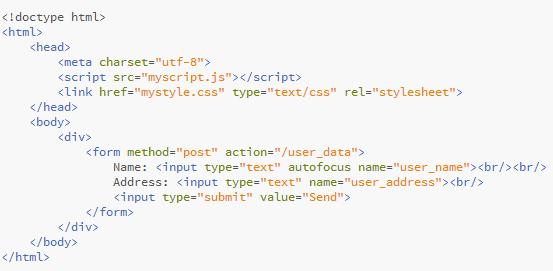 <!doctype html>
<html>
    <head>
        <meta charset="utf-8">
        <script src="myscript.js"></script>
        <link href="mystyle.css" type="text/css" rel="stylesheet">
    </head>
    <body>
        <div>
            <form method="post" action="/user_data">
                Name: <input type="text" autofocus name="user_name"><br/><br/>
                Address: <input type="text" name="user_address"><br/>
                <input type="submit" value="Send">
            </form>
        </div>
    </body>
</html>